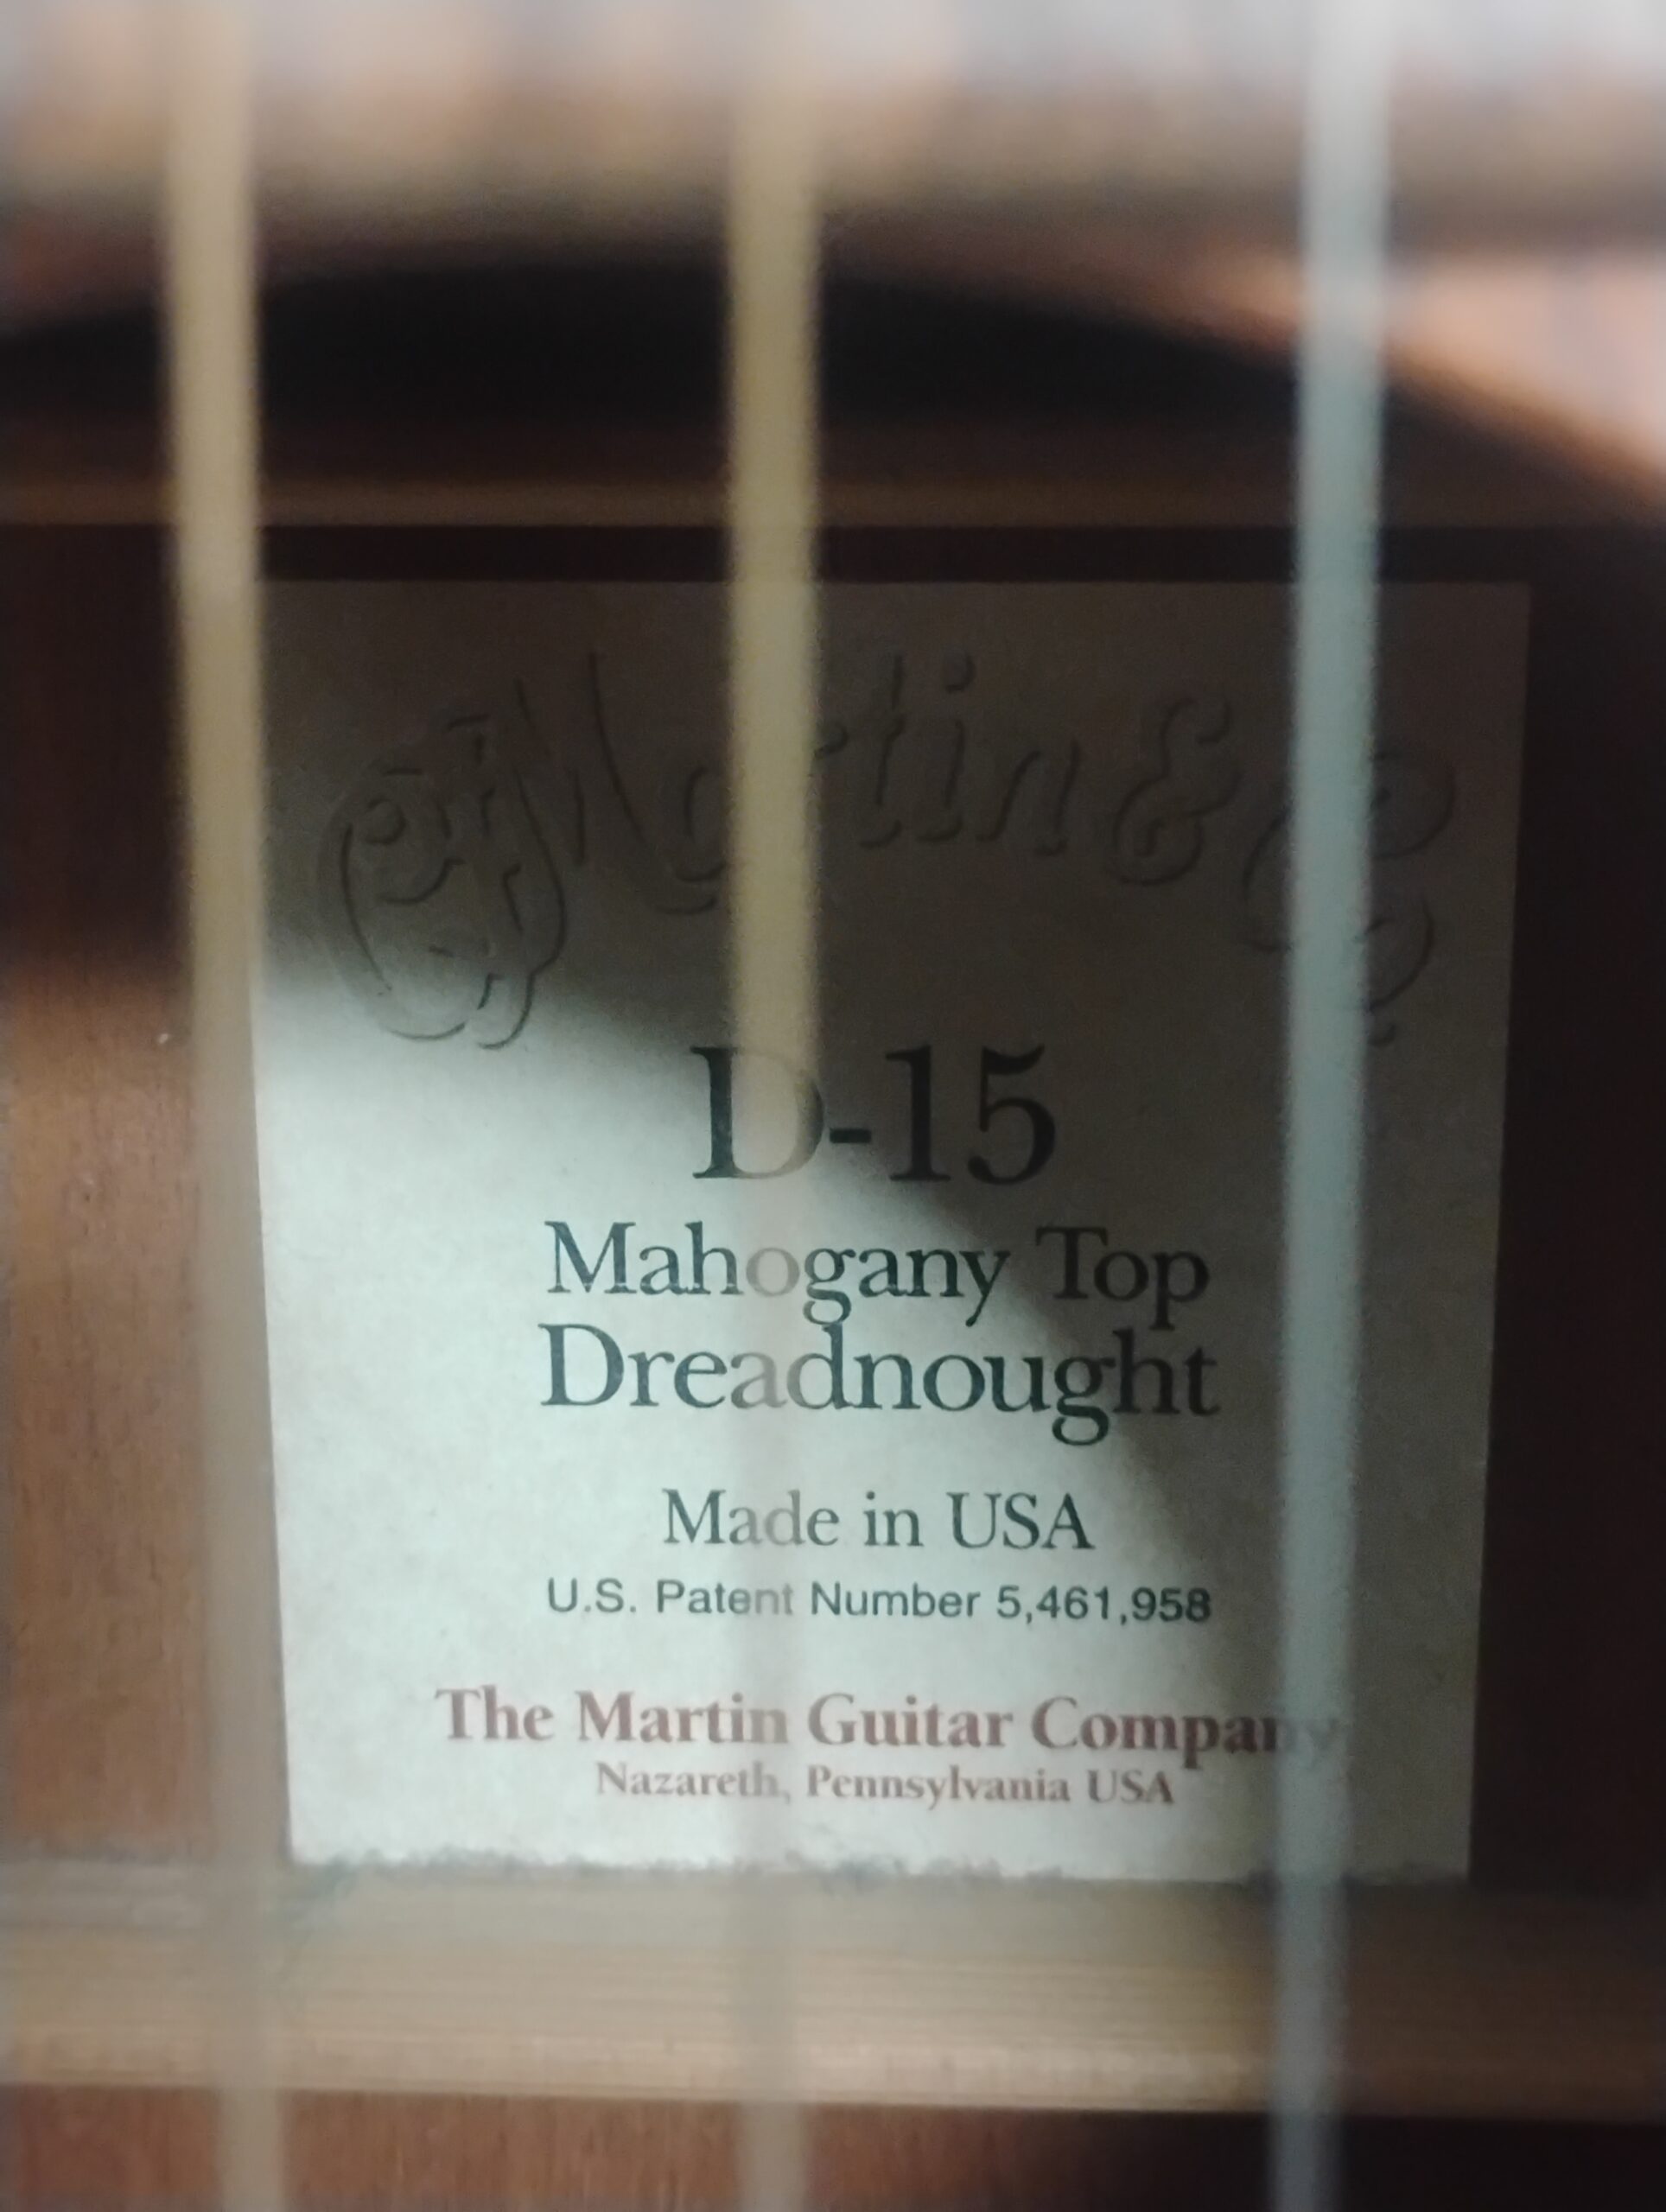 CF Martin & Co
D-15
Mahogany Top
Dreadnought
Made in USA
U.S. Patent Number 5,461,958
The Martin Guitar Company
Nazareth, Pennsylvania USA